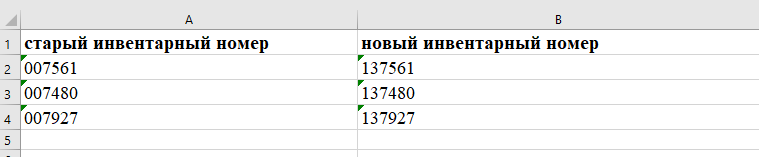 A B
1 старый инвентарный номер новый инвентарный номер
2 007561 137561
3 007480 137480
4 007927 137927
5